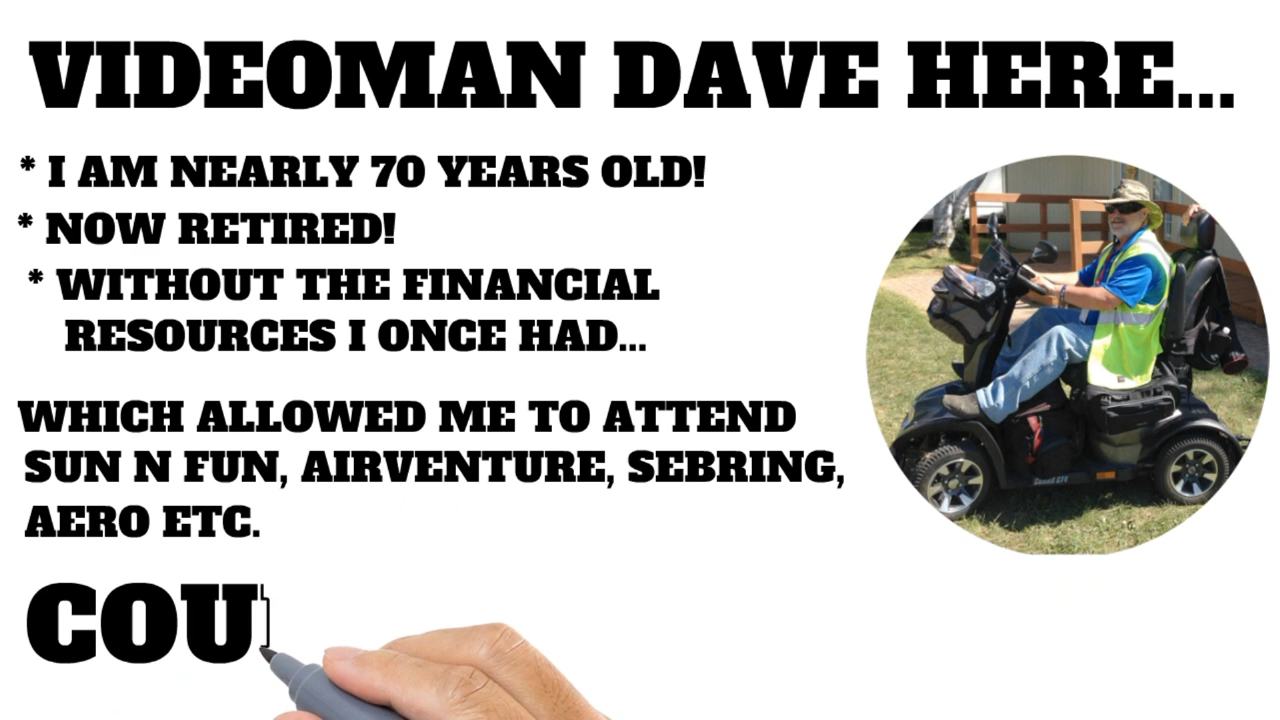 VIDEOMAN DAVE HERE...
* I AM NEARLY 70 YEARS OLD!
* NOW RETIRED!
* WITHOUT THE FINANCIAL
RESOURCES I ONCE HAD...
WHICH ALLOWED ME TO ATTEND
SUN N FUN, AIRVENTURE, SEBRING,
AERO ETC.
COU